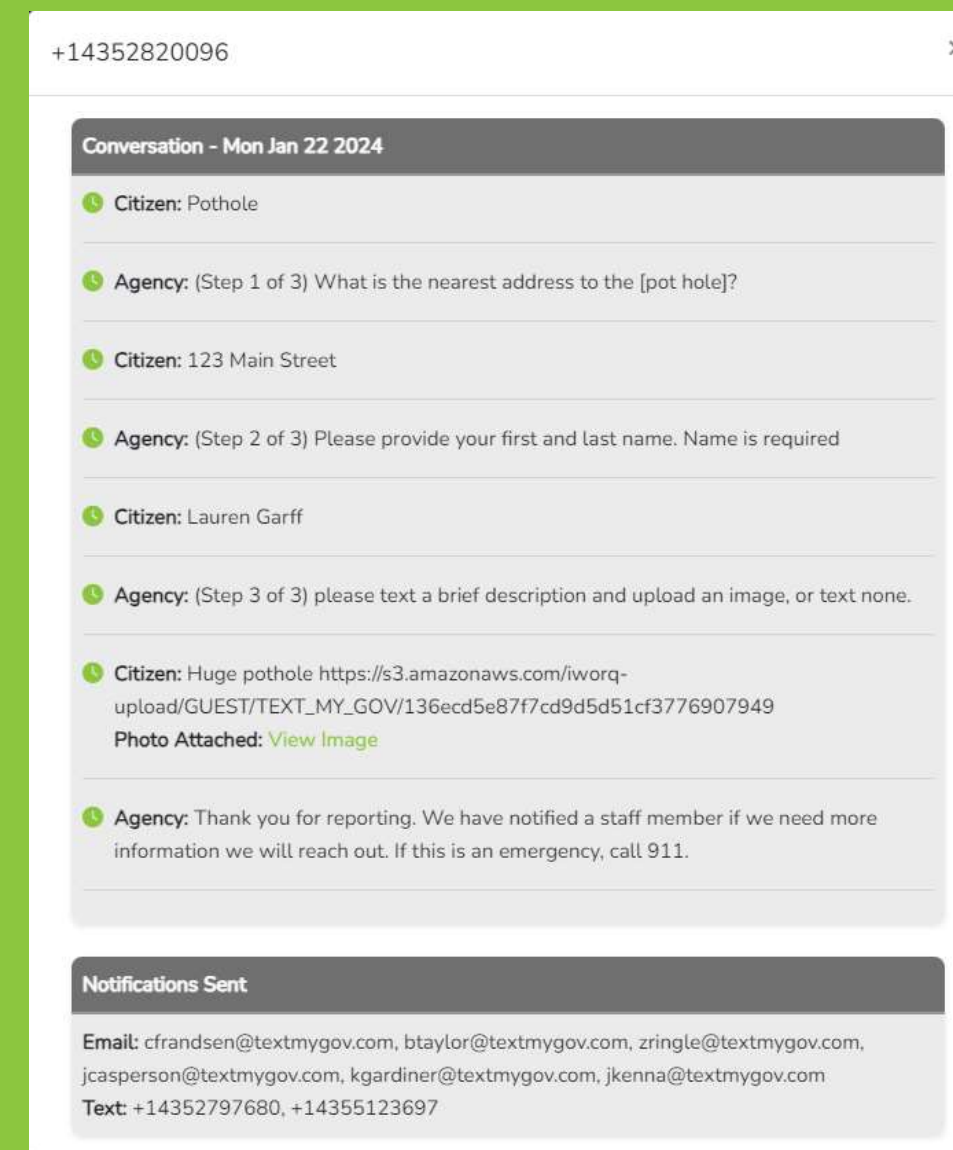 +14352820096
Conversation - Mon Jan 22 2024
Citizen: Pothole
Agency: (Step 1 of 3) What is the nearest address to the [pot hole]?
Citizen: 123 Main Street
Agency: (Step 2 of 3) Please provide your first and last name. Name is required
Citizen: Lauren Garff
Agency: (Step 3 of 3) please text a brief description and upload an image, or text none.
Citizen: Huge pothole https://s3.amazonaws.com/iworq-
upload/GUEST/TEXT_MY_GOV/136ecd5e87f7cd9d5d51cf3776907949
Photo Attached: View Image
Agency: Thank you for reporting. We have notified a staff member if we need more
information we will reach out. If this is an emergency, call 911.
Notifications Sent
Email: cfrandsen@textmygov.com, btaylor@textmygov.com, zringle@textmygov.com,
jcasperson@textmygov.com, kgardiner@textmygov.com, jkenna@textmygov.com
Text: +14352797680, +14355123697